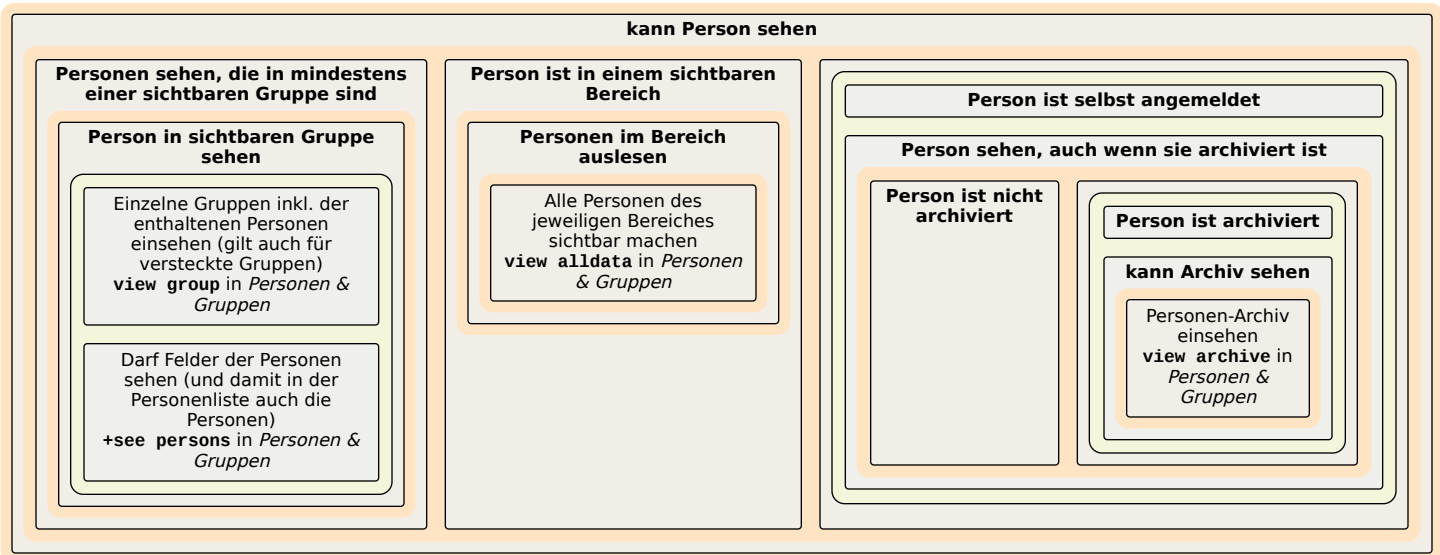 kann Person sehen
Personen sehen, die in mindestens
einer sichtbaren Gruppe sind
Person in sichtbaren Gruppe
sehen
Einzelne Gruppen inkl. der
enthaltenen Personen
einsehen (gilt auch für
versteckte Gruppen)
view group in Personen &
Gruppen
Darf Felder der Personen
sehen (und damit in der
Personenliste auch die
Personen)
+see persons in Personen &
Gruppen
Person ist in einem sichtbaren
Bereich
Personen im Bereich
auslesen
Alle Personen des
jeweiligen Bereiches
sichtbar machen
view alldata in Personen
& Gruppen
Person ist selbst angemeldet
Person sehen, auch wenn sie archiviert ist
Person ist nicht
archiviert
Person ist archiviert
kann Archiv sehen
Personen-Archiv
einsehen
view archive in
Personen &
Gruppen